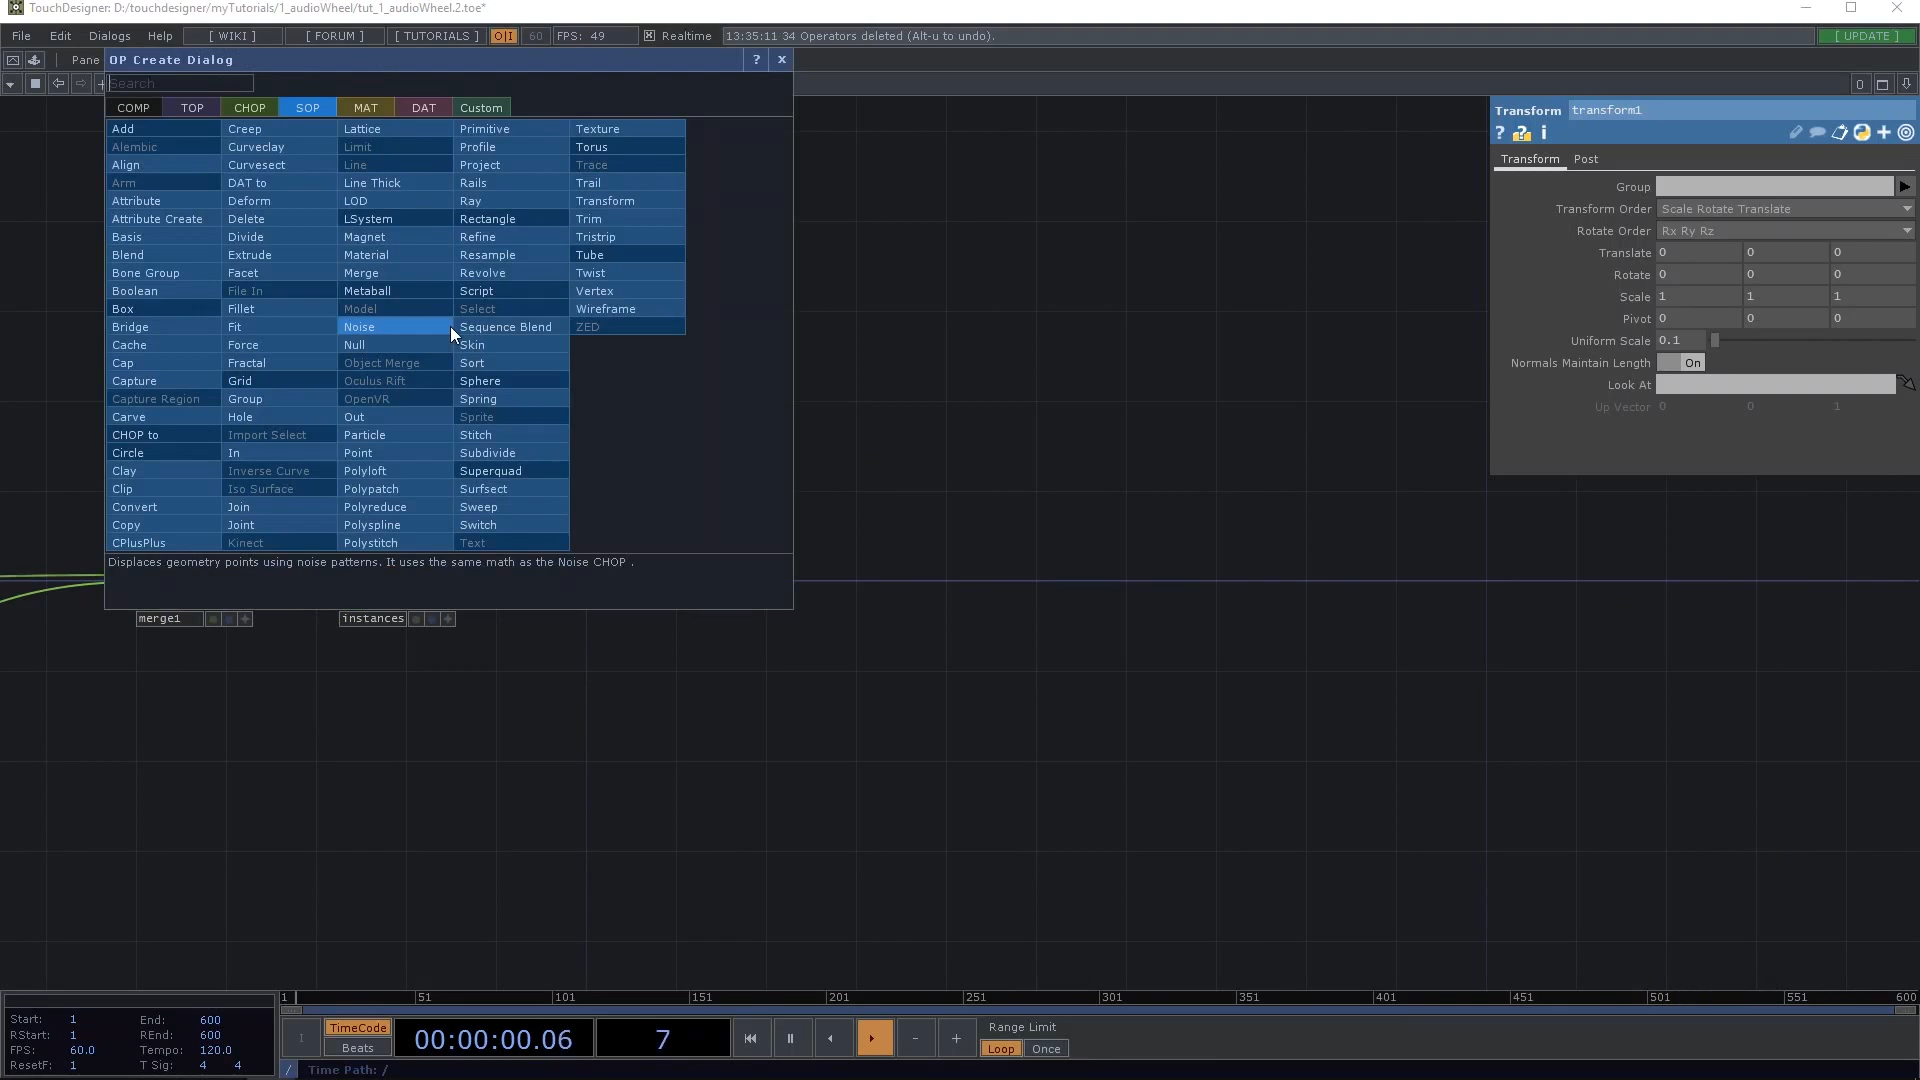 TouchDesigner: D:/touchdesigner/myTutorials/1_audioWheel/tut_1_audioWheel.2.toe*
File Edit Dialogs Help [ WIKI ] [ FORUM ] [ TUTORIALS ] O|I 60 FPS: 49 Realtime 13:35:11 34 Operators deleted (Alt-u to undo). [ UPDATE ]
Pane OP Create Dialog ? x
Search 0
COMP TOP CHOP SOP MAT DAT Custom Transform transform1
Add Creep Lattice Primitive Texture ? ? i
Alembic Curveclay Limit Profile Torus
Align Curvesect Line Project Trace Transform Post
Arm DAT to Line Thick Rails Trail Group
Attribute Deform LOD Ray Transform Transform Order Scale Rotate Translate
Attribute Create Delete LSystem Rectangle Trim Rotate Order Rx Ry Rz
Basis Divide Magnet Refine Tristrip
Blend Extrude Material Resample Tube Translate 0 0 0
Bone Group Facet Merge Revolve Twist Rotate 0 0 0
Boolean File In Metaball Script Vertex Scale 1 1 1
Box Fillet Model Select Wireframe Pivot 0 0 0
Bridge Fit Noise Sequence Blend ZED
Cache Force Null Skin Uniform Scale 0.1
Cap Fractal Object Merge Sort Normals Maintain Length On
Capture Grid Oculus Rift Sphere Look At
Capture Region Group OpenVR Spring Up Vector 0 0 1
Carve Hole Out Sprite
CHOP to Import Select Particle Stitch
Circle In Point Subdivide
Clay Inverse Curve Polyloft Superquad
Clip Iso Surface Polypatch Surfsect
Convert Join Polyreduce Sweep
Copy Joint Polyspline Switch
CPlusPlus Kinect Polystitch Text
Displaces geometry points using noise patterns. It uses the same math as the Noise CHOP .
merge1 instances
1 51 101 151 201 251 301 351 401 451 501 551 600
Start: 1 End: 600
RStart: 1 REnd: 600
FPS: 60.0 Tempo: 120.0
ResetF: 1 T Sig: 4 4
I TimeCode Beats 00:00:00.06 7 - + Range Limit
Loop Once
/ Time Path: /